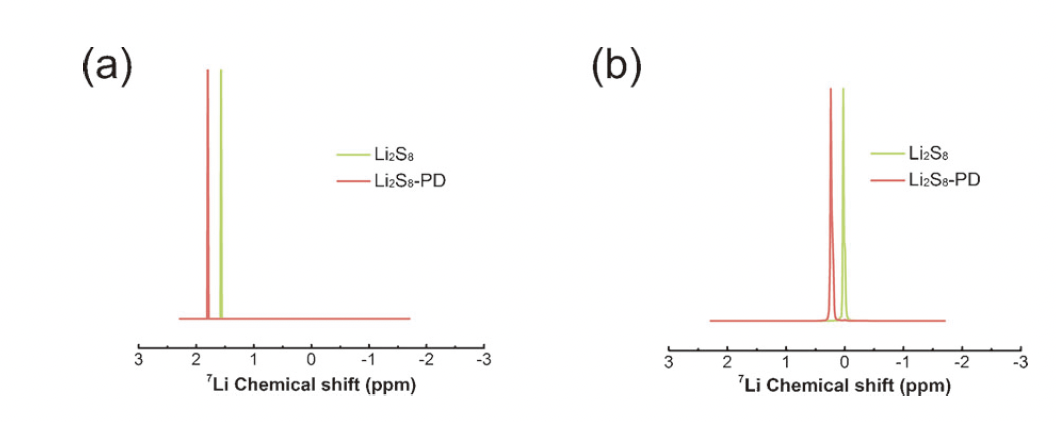 (a)
Li₂S₈
Li₂S₈-PD
3 2 1 0 -1 -2 -3
⁷Li Chemical shift (ppm)
(b)
Li₂S₈
Li₂S₈-PD
3 2 1 0 -1 -2 -3
⁷Li Chemical shift (ppm)